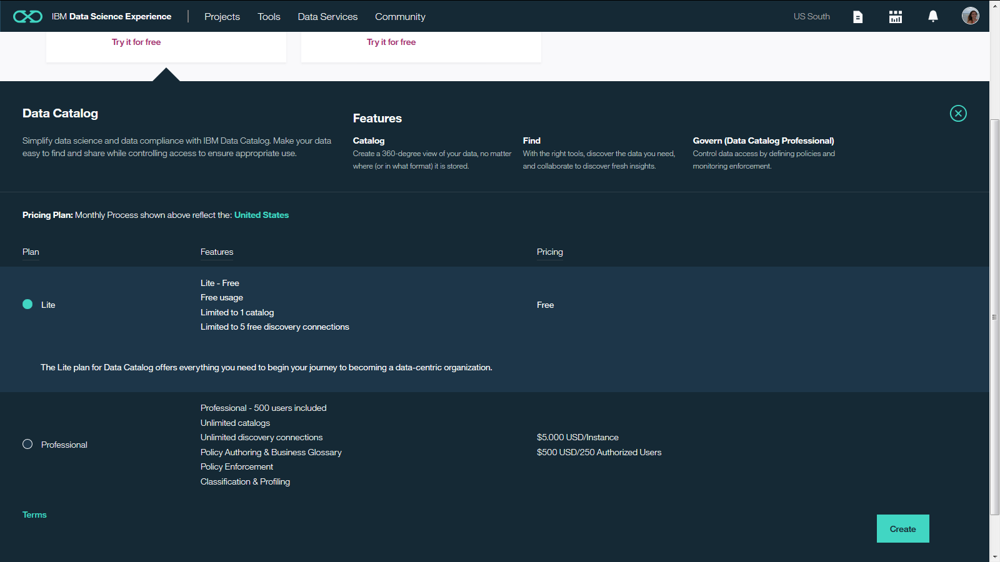 IBM Data Science Experience | Projects Tools Data Services Community US South
Try it for free Try it for free
Data Catalog
Simplify data science and data compliance with IBM Data Catalog. Make your data
easy to find and share while controlling access to ensure appropriate use.
Features
Catalog
Create a 360-degree view of your data, no matter
where (or in what format) it is stored.
Find
With the right tools, discover the data you need,
and collaborate to discover fresh insights.
Govern (Data Catalog Professional)
Control data access by defining policies and
monitoring enforcement.
Pricing Plan: Monthly Process shown above reflect the: United States
Plan Features Pricing
Lite
Lite - Free
Free usage
Limited to 1 catalog
Limited to 5 free discovery connections
Free
The Lite plan for Data Catalog offers everything you need to begin your journey to becoming a data-centric organization.
Professional
Professional - 500 users included
Unlimited catalogs
Unlimited discovery connections
Policy Authoring & Business Glossary
Policy Enforcement
Classification & Profiling
$5.000 USD/Instance
$500 USD/250 Authorized Users
Terms
Create